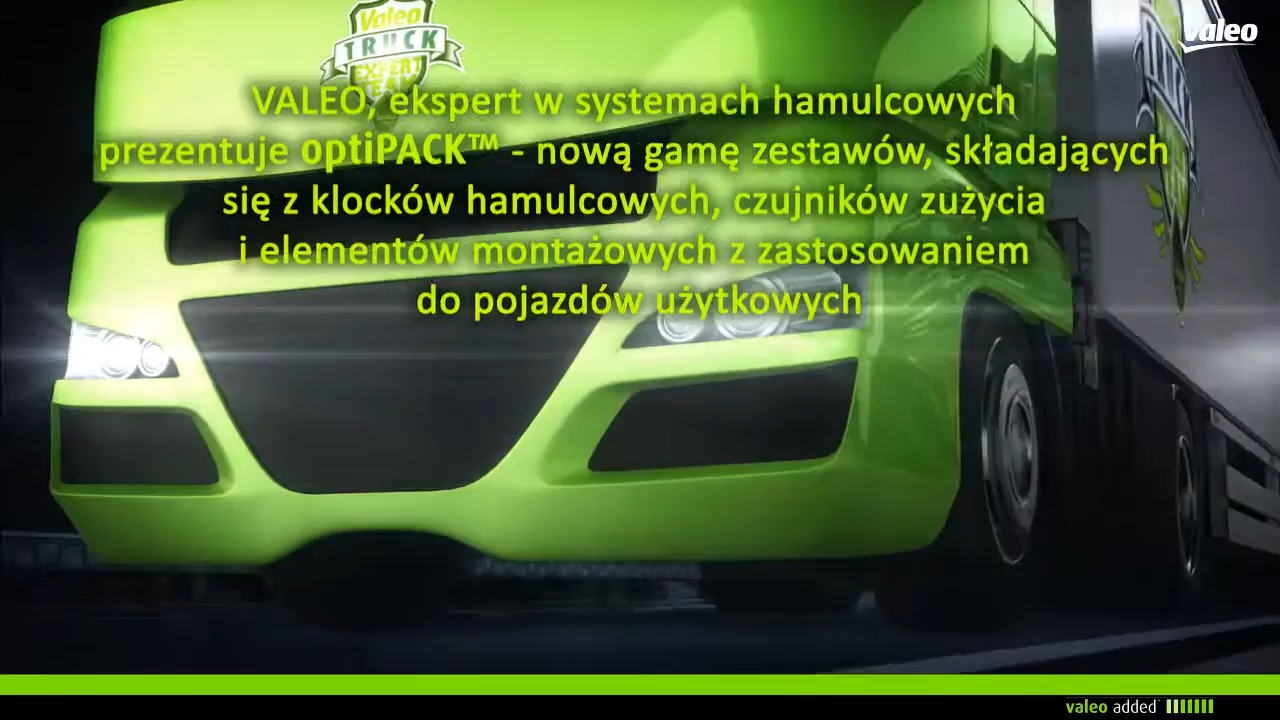 valeo
Valeo
TRUCK
EXPERT
VALEO, ekspert w systemach hamulcowych
prezentuje optiPACK™ - nową gamę zestawów, składających
się z klocków hamulcowych, czujników zużycia
i elementów montażowych z zastosowaniem
do pojazdów użytkowych
valeo added